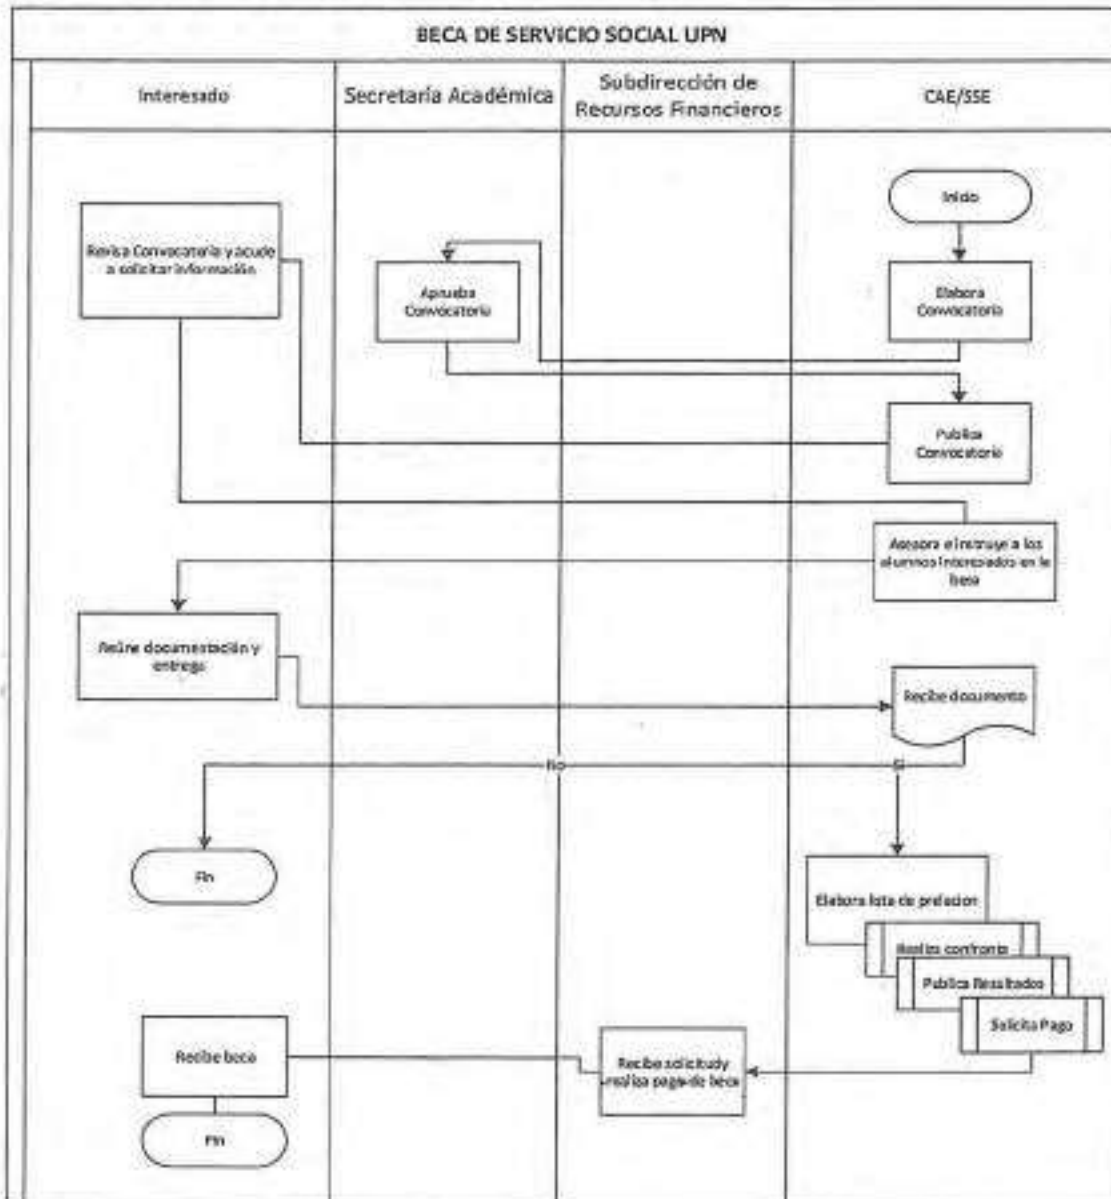 BECA DE SERVICIO SOCIAL UPN
Interesado
Secretaría Académica
Subdirección de
Recursos Financieros
CAE/SSE
Inicio
Revisa Convocatoria y acude
a solicitar información
Aprueba
Convocatoria
Elabora
Convocatoria
Publica
Convocatoria
Asesora e instruye a los
alumnos interesados en la
beca
Reúne documentación y
entrega
Recibe documento
No
Si
Fin
Elabora lista de prelacion
Realiza confronta
Publica Resultados
Solicita Pago
Recibe beca
Recibe solicitud y
realiza pago de beca
Fin